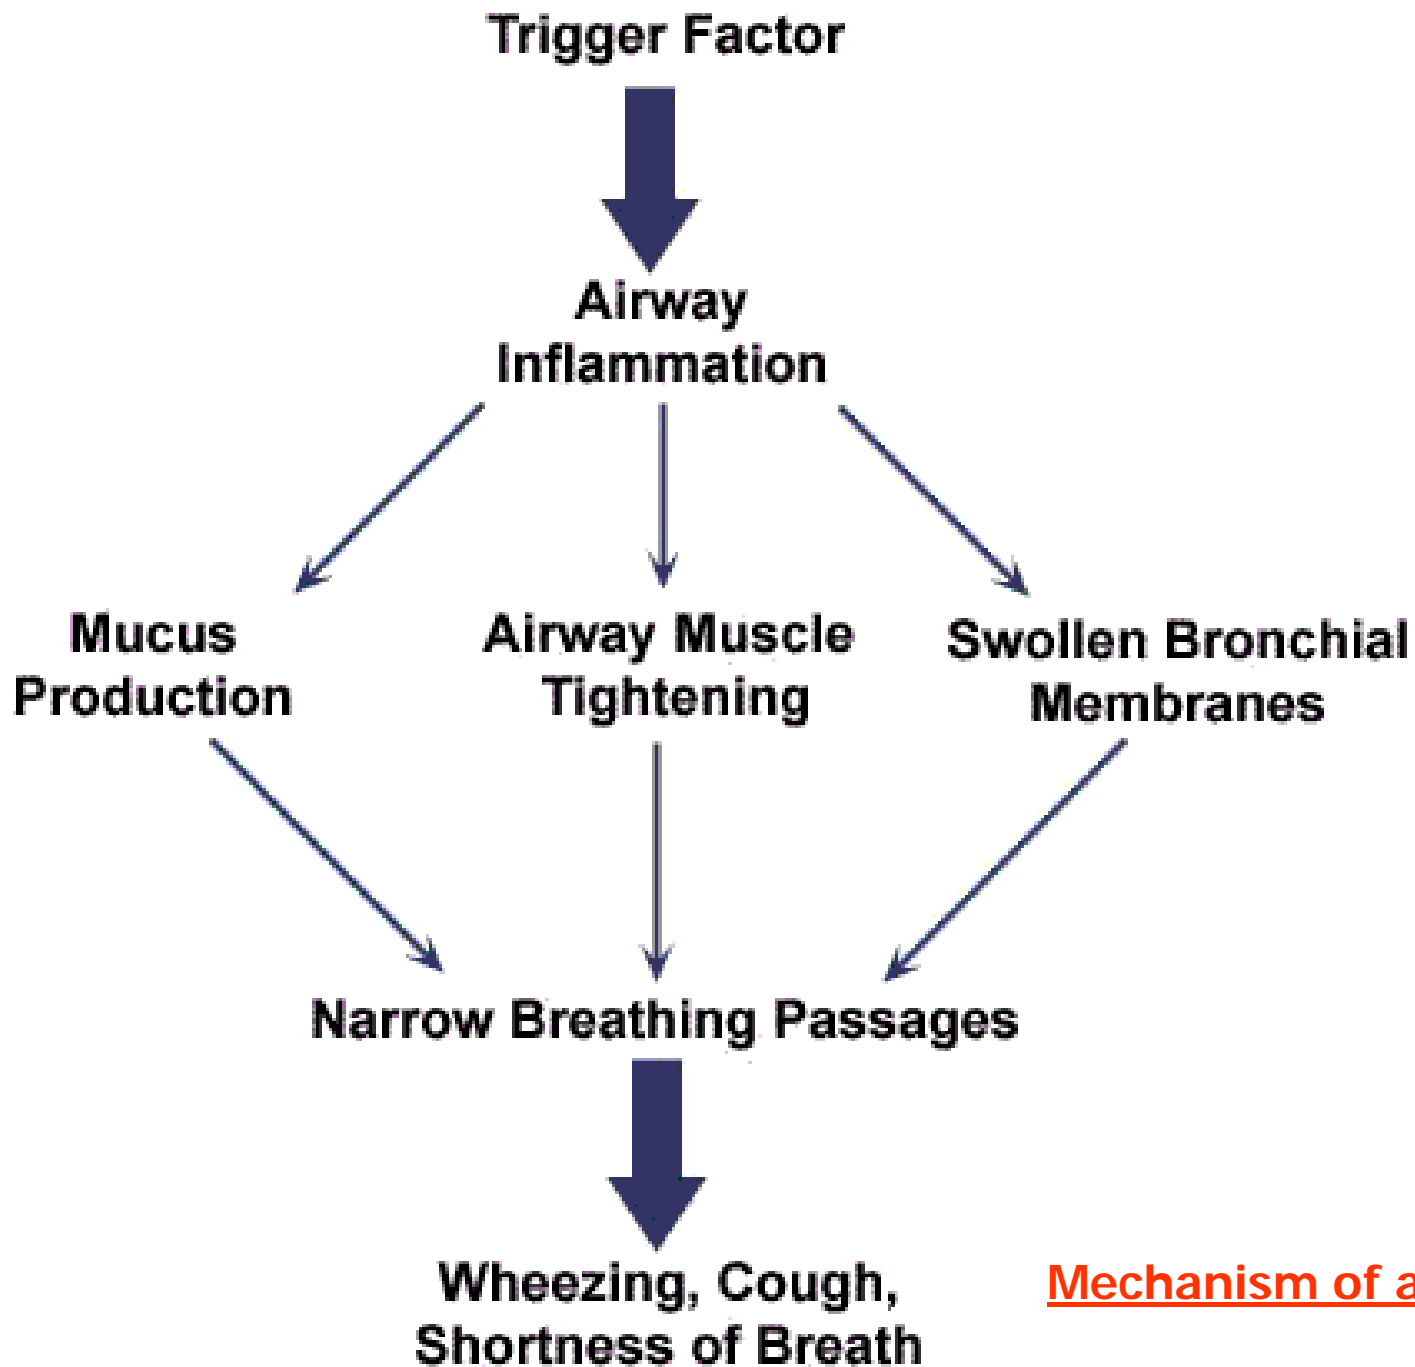 Trigger Factor
Airway
Inflammation
Mucus
Production
Airway Muscle
Tightening
Swollen Bronchial
Membranes
Narrow Breathing Passages
Wheezing, Cough,
Shortness of Breath
Mechanism of a